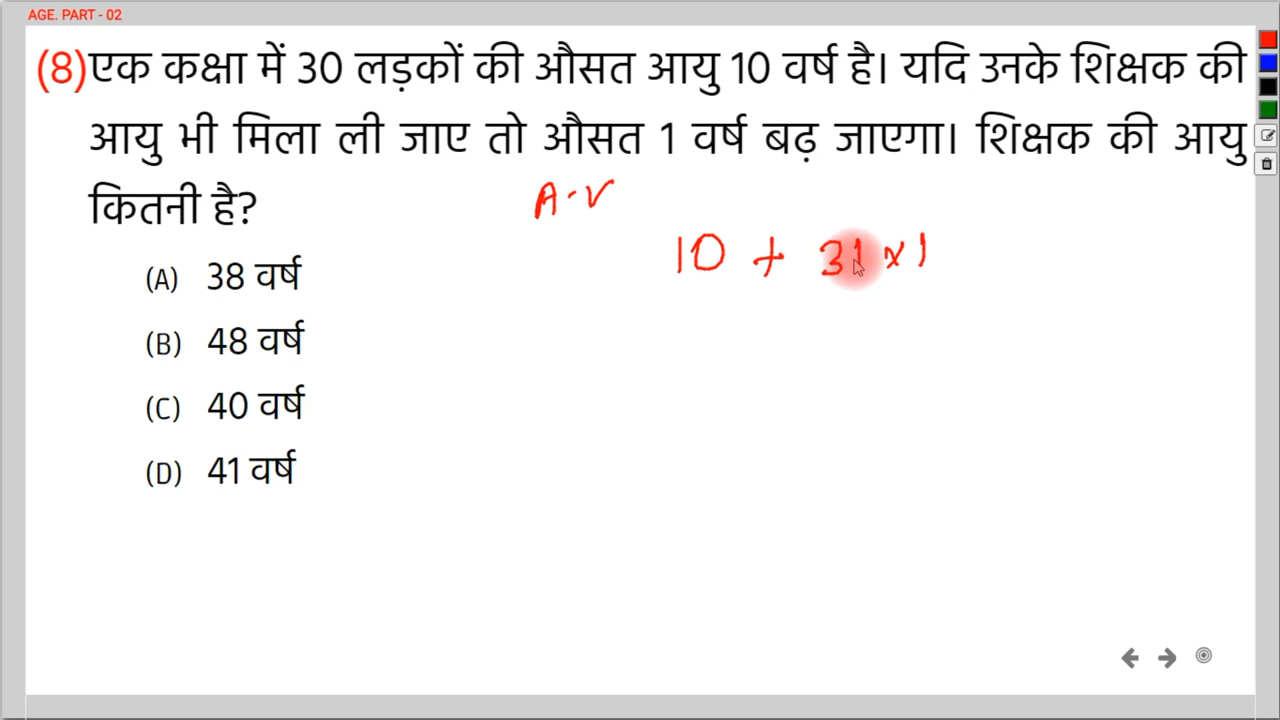 AGE. PART - 02
(8) एक कक्षा में 30 लड़कों की औसत आयु 10 वर्ष है। यदि उनके शिक्षक की
आयु भी मिला ली जाए तो औसत 1 वर्ष बढ़ जाएगा। शिक्षक की आयु
कितनी है?
A.V
10 + 31 x 1
(A) 38 वर्ष
(B) 48 वर्ष
(C) 40 वर्ष
(D) 41 वर्ष